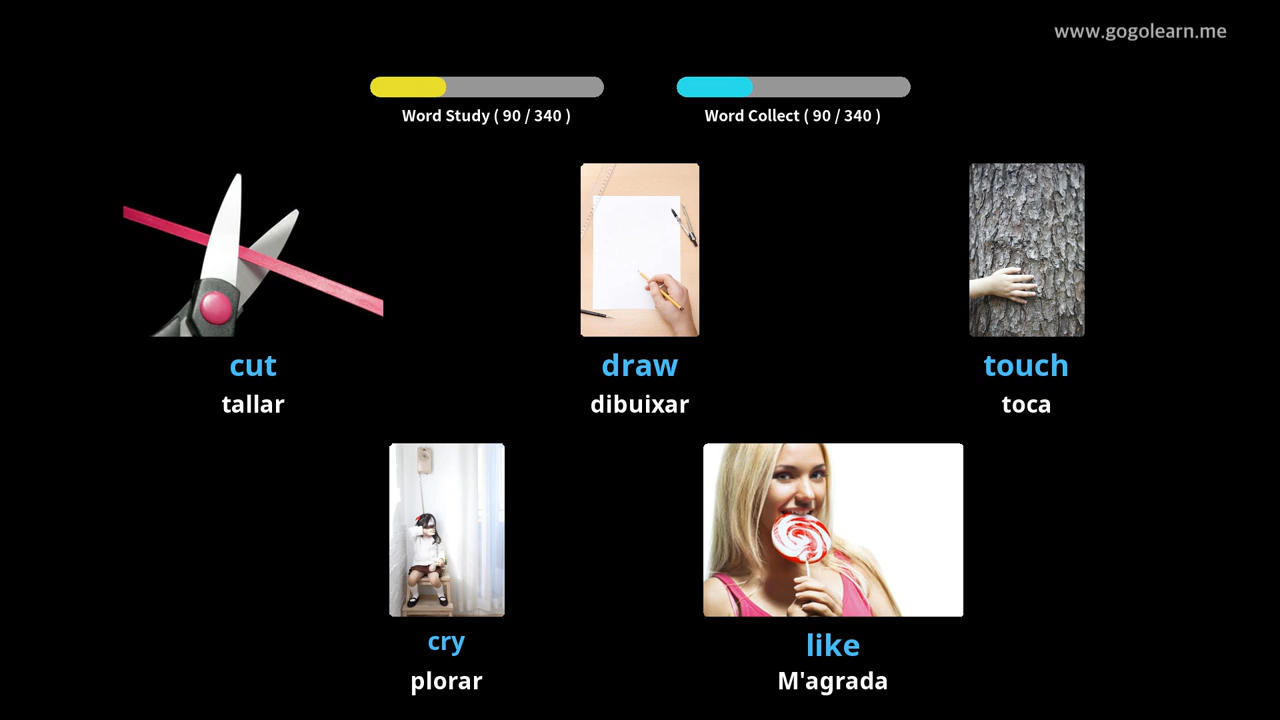 www.gogolearn.me
Word Study ( 90 / 340 )
Word Collect ( 90 / 340 )
cut
draw
touch
tallar
dibuixar
toca
cry
like
plorar
M'agrada